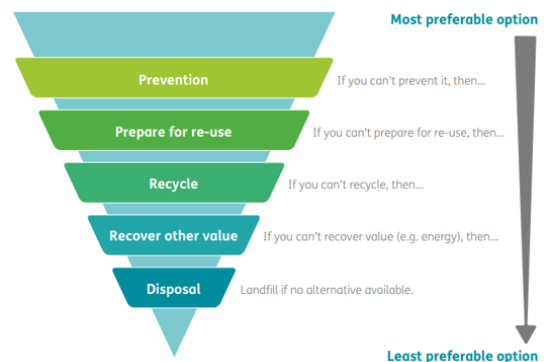 Most preferable option
Prevention
If you can't prevent it, then...
Prepare for re-use
If you can't prepare for re-use, then...
Recycle
If you can't recycle, then...
Recover other value
If you can't recover value (e.g. energy), then...
Disposal
Landfill if no alternative available.
Least preferable option